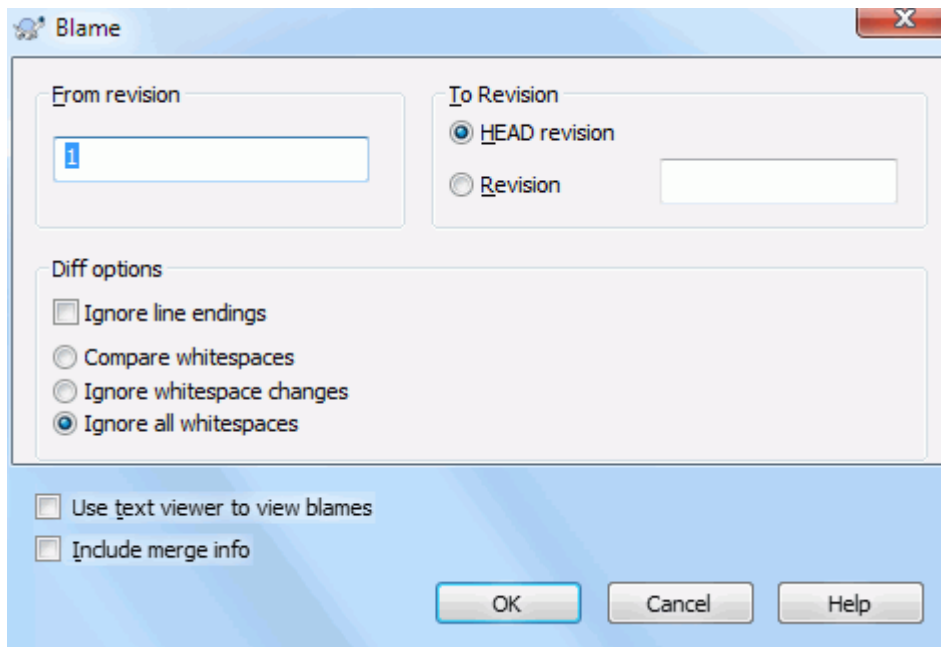 Blame
From revision
1
To Revision
HEAD revision
Revision
Diff options
Ignore line endings
Compare whitespaces
Ignore whitespace changes
Ignore all whitespaces
Use text viewer to view blames
Include merge info
OK Cancel Help